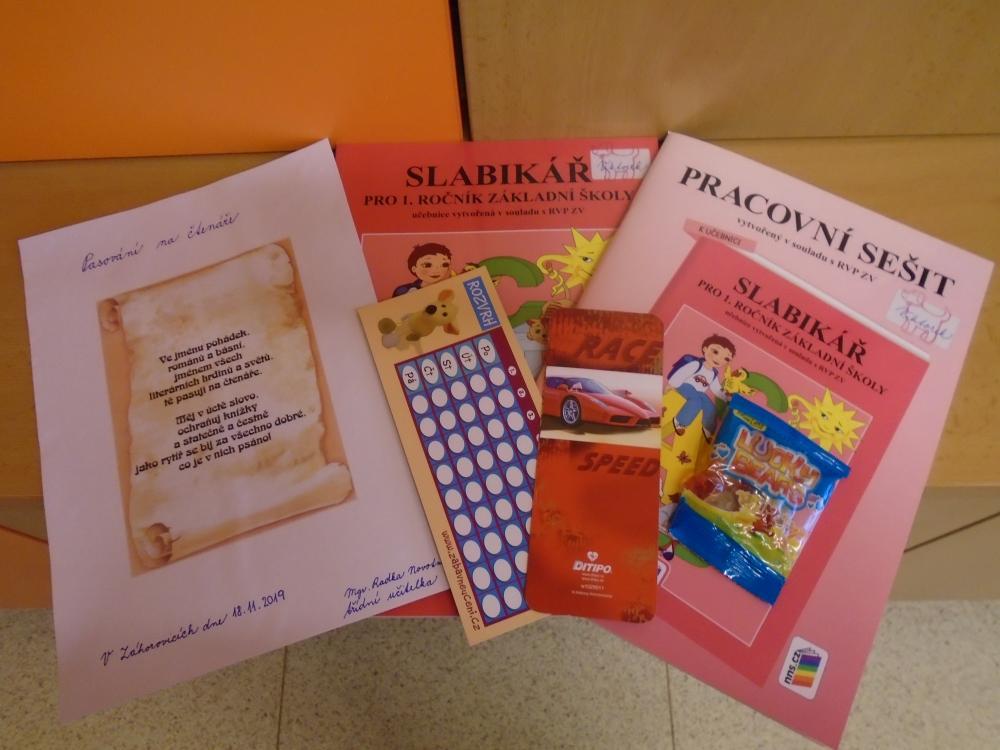 Pasování na čtenáře
Ve jménu pohádek,
románů a básní,
jménem všech
literárních hrdinů a světů,
tě pasuji na čtenáře.
Měj v úctě slovo,
ochraňuj knížky
a statečně a čestně
jako rytíř se bij za všechno dobré,
co je v nich psáno!
V Záhorovicích dne 18.11.2019
Mgr. Radka
třídní učitelka
SLABIKÁŘ
PRO 1. ROČNÍK ZÁKLADNÍ ŠKOLY
učebnice vytvořená v souladu s RVP ZV
ROZVRH
Po
Út
St
Čt
Pá
www.zabavneuceni.cz
RACE
SPEED
DITIPO
PRACOVNÍ SEŠIT
vytvořený v souladu s RVP ZV
K UČEBNICI
SLABIKÁŘ
PRO 1. ROČNÍK ZÁKLADNÍ ŠKOLY
učebnice vytvořená v souladu s RVP ZV
BEARS
nns.cz